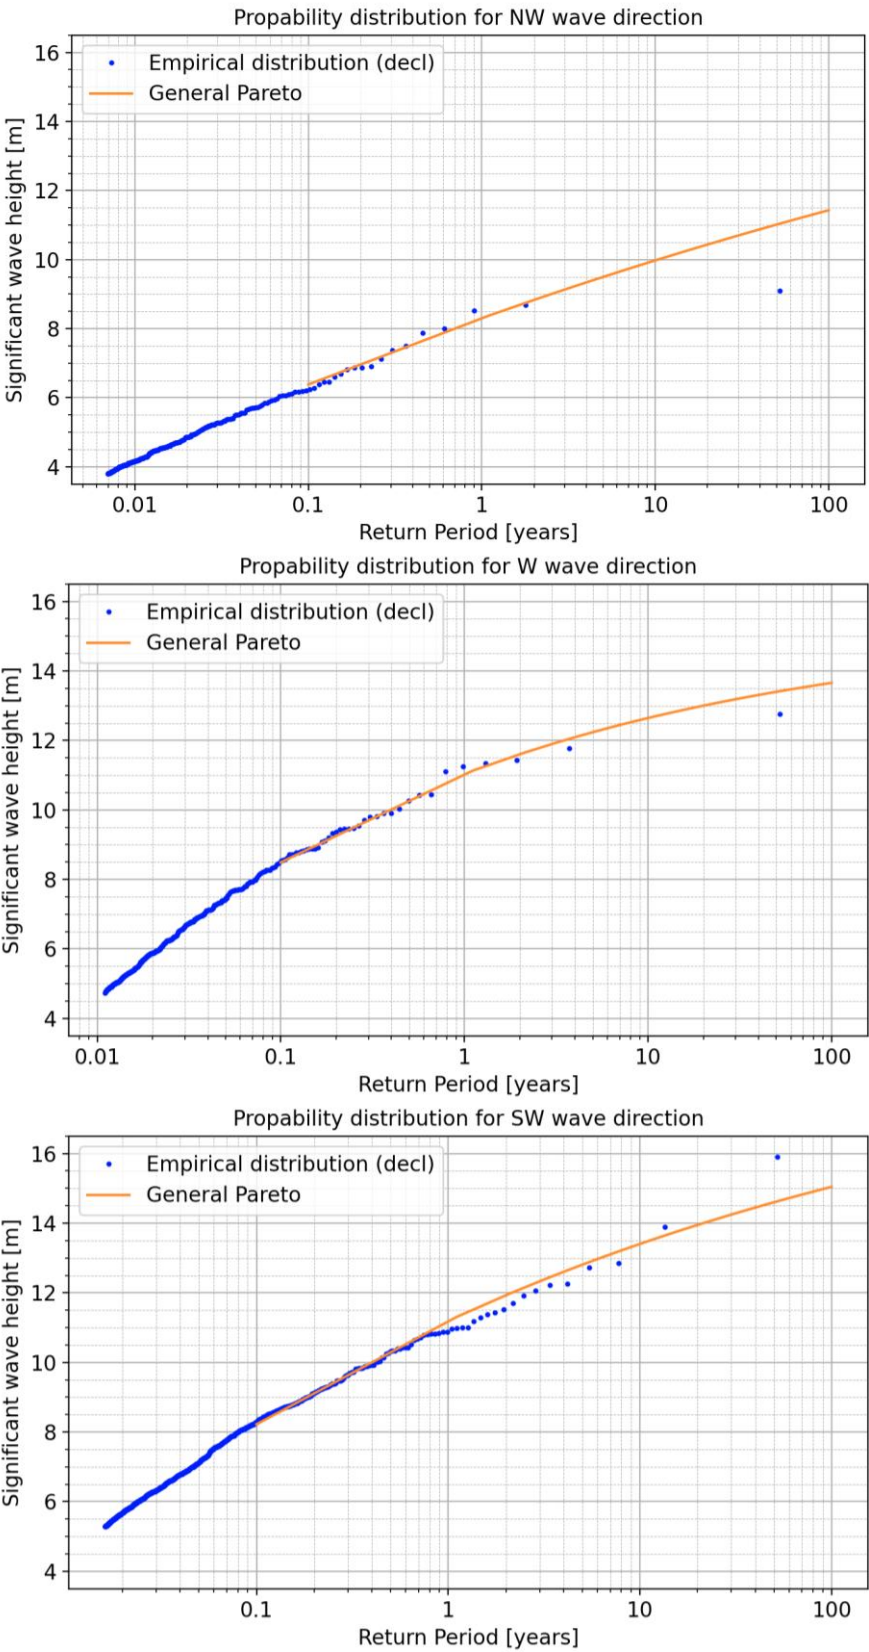 Propability distribution for NW wave direction
16
14
12
10
8
6
4
Significant wave height [m]
Empirical distribution (decl)
General Pareto
0.01 0.1 1 10 100
Return Period [years]
Propability distribution for W wave direction
16
14
12
10
8
6
4
Significant wave height [m]
Empirical distribution (decl)
General Pareto
0.01 0.1 1 10 100
Return Period [years]
Propability distribution for SW wave direction
16
14
12
10
8
6
4
Significant wave height [m]
Empirical distribution (decl)
General Pareto
0.1 1 10 100
Return Period [years]